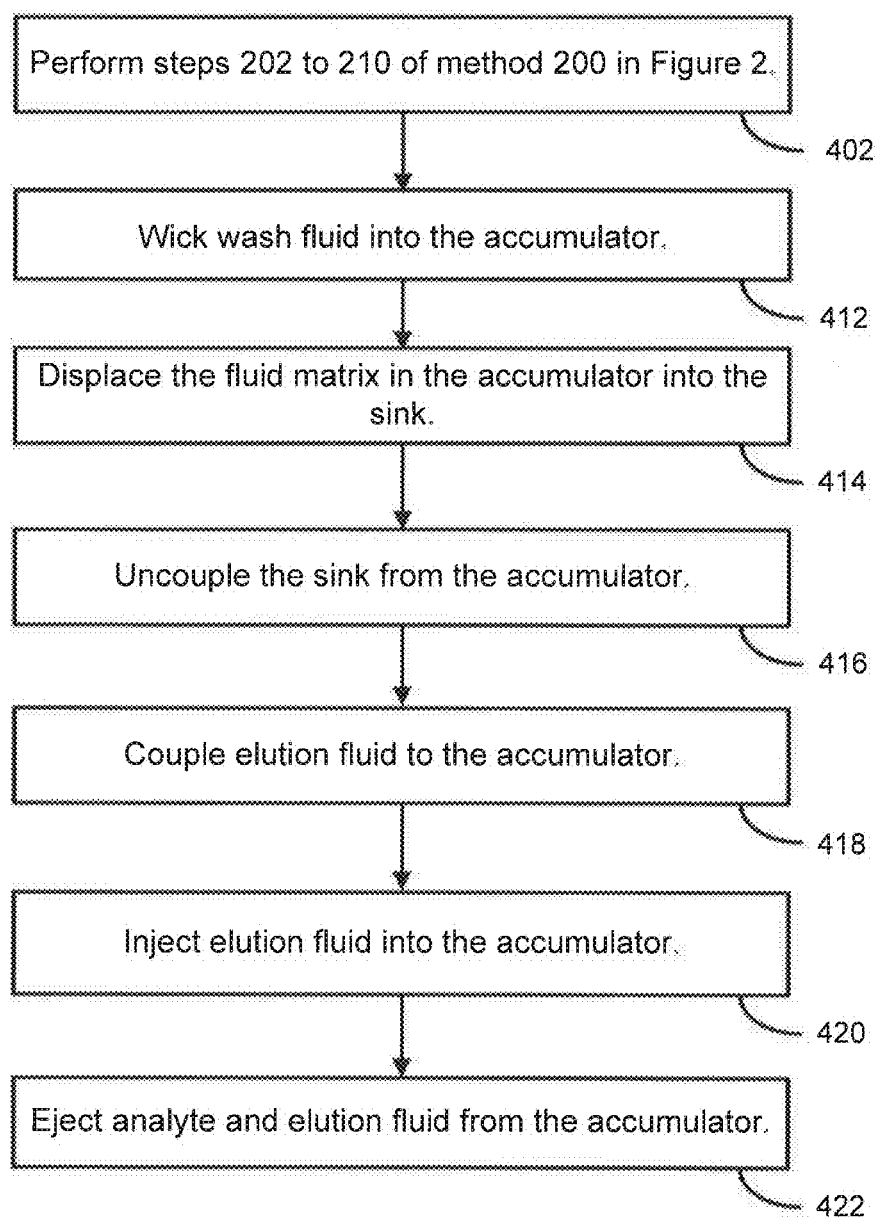 Perform steps 202 to 210 of method 200 in Figure 2.
402
Wick wash fluid into the accumulator.
412
Displace the fluid matrix in the accumulator into the
sink.
414
Uncouple the sink from the accumulator.
416
Couple elution fluid to the accumulator.
418
Inject elution fluid into the accumulator.
420
Eject analyte and elution fluid from the accumulator.
422